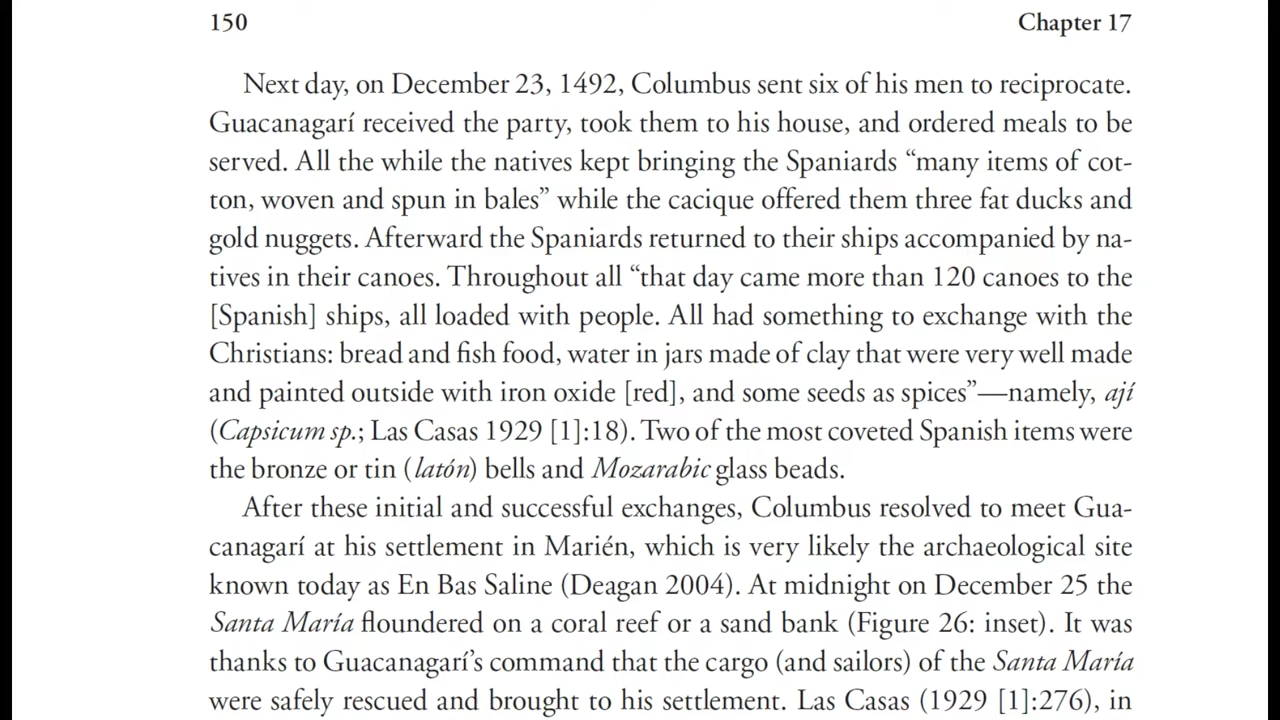 150 Chapter 17
Next day, on December 23, 1492, Columbus sent six of his men to reciprocate.
Guacanagarí received the party, took them to his house, and ordered meals to be
served. All the while the natives kept bringing the Spaniards “many items of cot-
ton, woven and spun in bales” while the cacique offered them three fat ducks and
gold nuggets. Afterward the Spaniards returned to their ships accompanied by na-
tives in their canoes. Throughout all “that day came more than 120 canoes to the
[Spanish] ships, all loaded with people. All had something to exchange with the
Christians: bread and fish food, water in jars made of clay that were very well made
and painted outside with iron oxide [red], and some seeds as spices”—namely, ají
(Capsicum sp.; Las Casas 1929 [1]:18). Two of the most coveted Spanish items were
the bronze or tin (latón) bells and Mozarabic glass beads.
After these initial and successful exchanges, Columbus resolved to meet Gua-
canagarí at his settlement in Marién, which is very likely the archaeological site
known today as En Bas Saline (Deagan 2004). At midnight on December 25 the
Santa María floundered on a coral reef or a sand bank (Figure 26: inset). It was
thanks to Guacanagarí’s command that the cargo (and sailors) of the Santa María
were safely rescued and brought to his settlement. Las Casas (1929 [1]:276), in